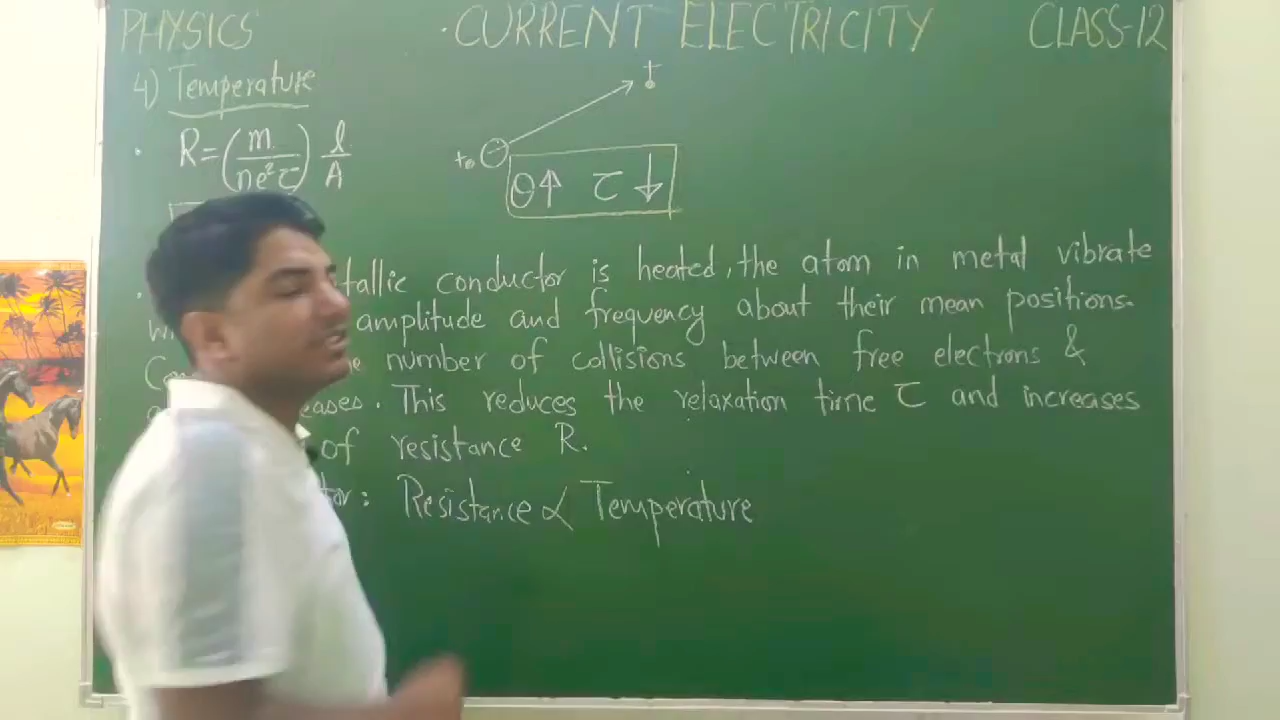 PHYSICS CURRENT ELECTRICITY CLASS-12
4) Temperature
R=(m/ne²τ) l/A
θ↑ τ↓
conductor is heated, the atom in metal vibrate
amplitude and frequency about their mean positions.
number of collisions between free electrons &
This reduces the relaxation time τ and increases
of resistance R.
: Resistance ∝ Temperature